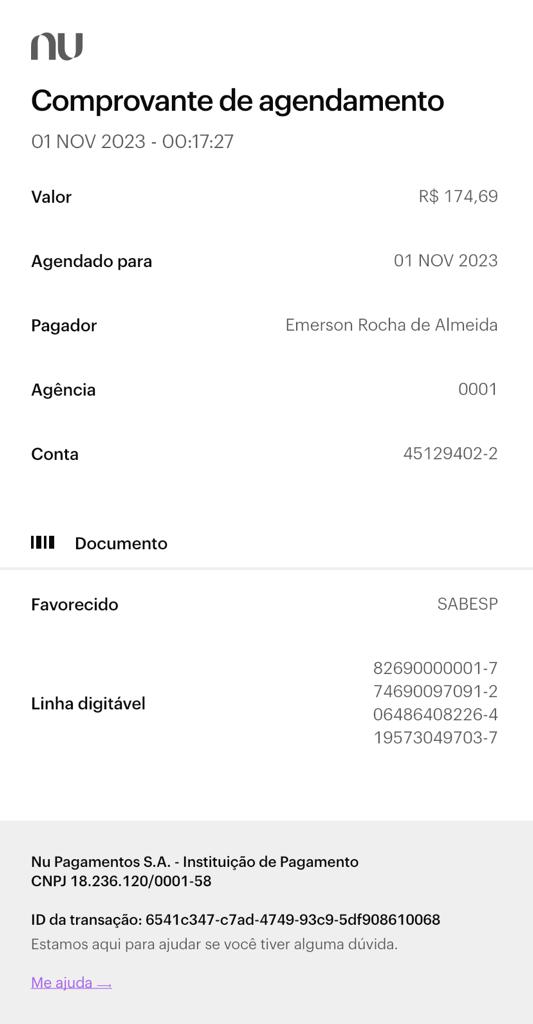 nu
Comprovante de agendamento
01 NOV 2023 - 00:17:27
Valor R$ 174,69
Agendado para 01 NOV 2023
Pagador Emerson Rocha de Almeida
Agência 0001
Conta 45129402-2
Documento
Favorecido SABESP
Linha digitável
82690000001-7
74690097091-2
06486408226-4
19573049703-7
Nu Pagamentos S.A. - Instituição de Pagamento
CNPJ 18.236.120/0001-58
ID da transação: 6541c347-c7ad-4749-93c9-5df908610068
Estamos aqui para ajudar se você tiver alguma dúvida.
Me ajuda